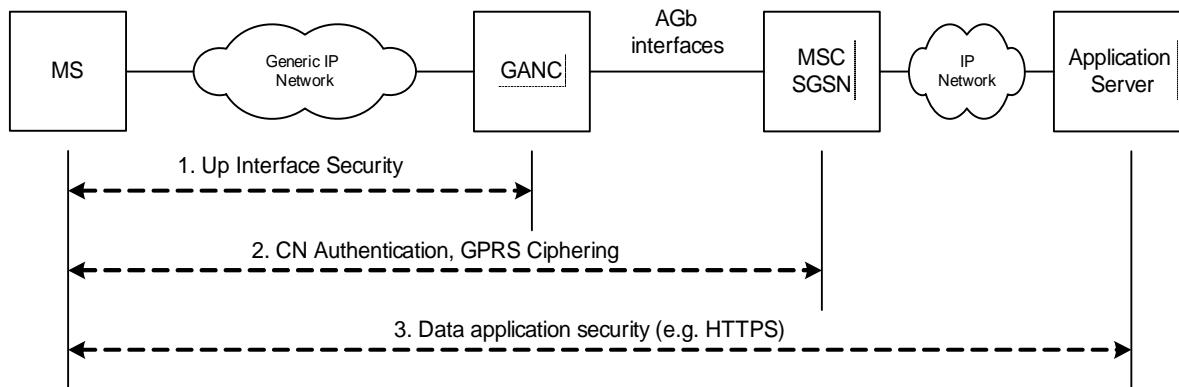 AGb
interfaces
MS
Generic IP
Network
GANC
MSC
SGSN
IP
Network
Application
Server
1. Up Interface Security
2. CN Authentication, GPRS Ciphering
3. Data application security (e.g. HTTPS)